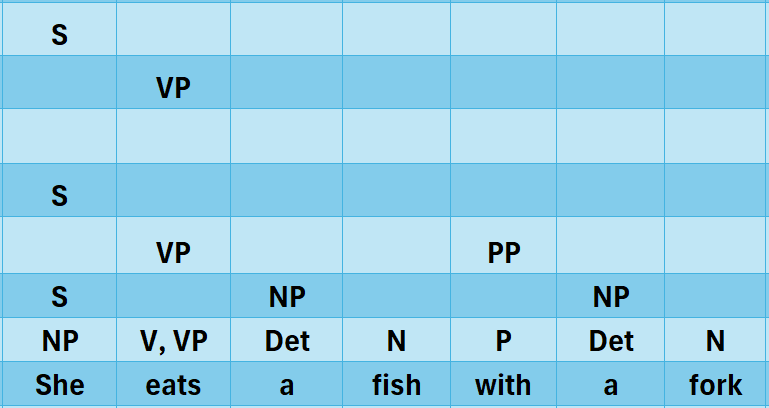 S
VP
S
VP PP
S NP NP
NP V, VP Det N P Det N
She eats a fish with a fork